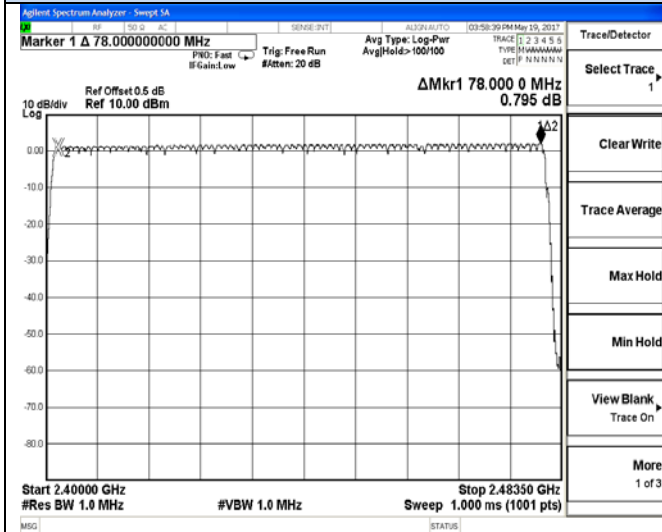 Agilent Spectrum Analyzer - Swept SA
RF 50 Ω AC SENSE:INT ALIGN AUTO 03:58:39 PM May 19, 2017
Marker 1 Δ 78.000000000 MHz
PNO: Fast
IFGain:Low
Trig: Free Run
#Atten: 20 dB
Avg Type: Log-Pwr
Avg|Hold:>100/100
TRACE 1 2 3 4 5 6
TYPE MWWWWW
DET P N N N N N
Ref Offset 0.5 dB
10 dB/div Ref 10.00 dBm
Log
ΔMkr1 78.000 0 MHz
0.795 dB
1Δ2
X2
0.00
-10.0
-20.0
-30.0
-40.0
-50.0
-60.0
-70.0
-80.0
Start 2.40000 GHz Stop 2.48350 GHz
#Res BW 1.0 MHz #VBW 1.0 MHz Sweep 1.000 ms (1001 pts)
MSG STATUS
Trace/Detector
Select Trace
1
Clear Write
Trace Average
Max Hold
Min Hold
View Blank
Trace On
More
1 of 3